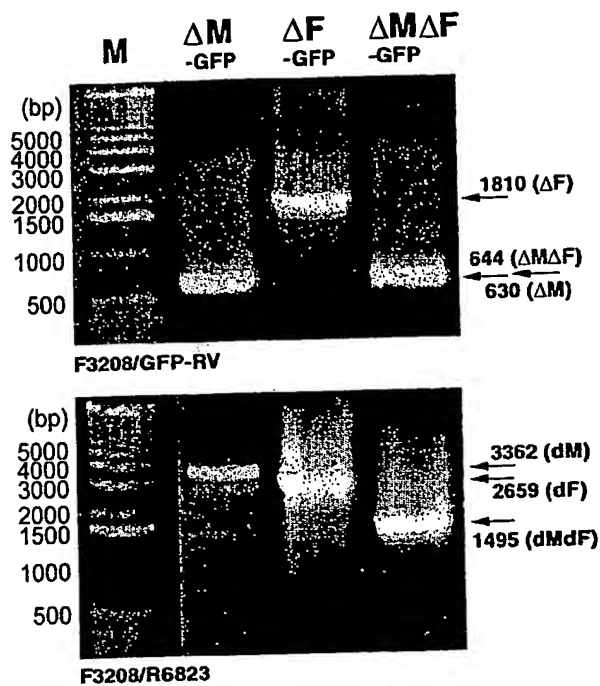 M ΔM ΔF ΔMΔF
-GFP -GFP -GFP
(bp)
5000
4000
3000
2000
1500
1000
500
1810 (ΔF)
644 (ΔMΔF)
630 (ΔM)
F3208/GFP-RV
(bp)
5000
4000
3000
2000
1500
1000
500
3362 (dM)
2659 (dF)
1495 (dMdF)
F3208/R6823